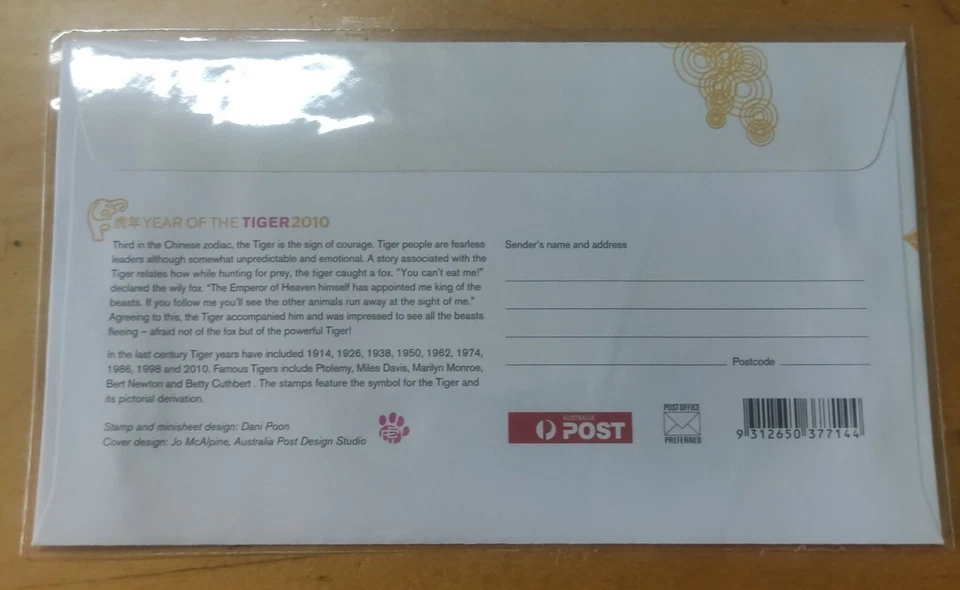 虎年 YEAR OF THE TIGER 2010
Third in the Chinese zodiac, the Tiger is the sign of courage. Tiger people are fearless
leaders although somewhat unpredictable and emotional. A story associated with the
Tiger relates how while hunting for prey, the tiger caught a fox. "You can't eat me!"
declared the wily fox. "The Emperor of Heaven himself has appointed me king of the
beasts. If you follow me you'll see the other animals run away at the sight of me."
Agreeing to this, the Tiger accompanied him and was impressed to see all the beasts
fleeing – afraid not of the fox but of the powerful Tiger!
In the last century Tiger years have included 1914, 1926, 1938, 1950, 1962, 1974,
1986, 1998 and 2010. Famous Tigers include Ptolemy, Miles Davis, Marilyn Monroe,
Bert Newton and Betty Cuthbert . The stamps feature the symbol for the Tiger and
its pictorial derivation.
Stamp and minisheet design: Dani Poon
Cover design: Jo McAlpine, Australia Post Design Studio
虎
Sender's name and address
Postcode
AUSTRALIA
POST
POST OFFICE
PREFERRED
9 312650 377144